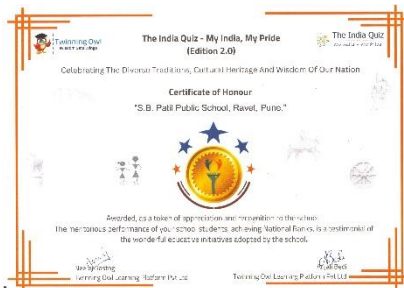 Twinning Owl
The India Quiz - My India, My Pride
(Edition 2.0)
The India Quiz
Celebrating The Diverse Traditions, Cultural Heritage And Wisdom Of Our Nation
Certificate of Honour
"S.B. Patil Public School, Ravet, Pune."
Awarded, as a token of appreciation and recognition to the school.
The meritorious performance of your school students, achieving National Ranks, is a testimonial of
the wonderful educative initiatives adopted by the school.
Twinning Owl Learning Platform Pvt Ltd
Twinning Owl Learning Platform Pvt Ltd